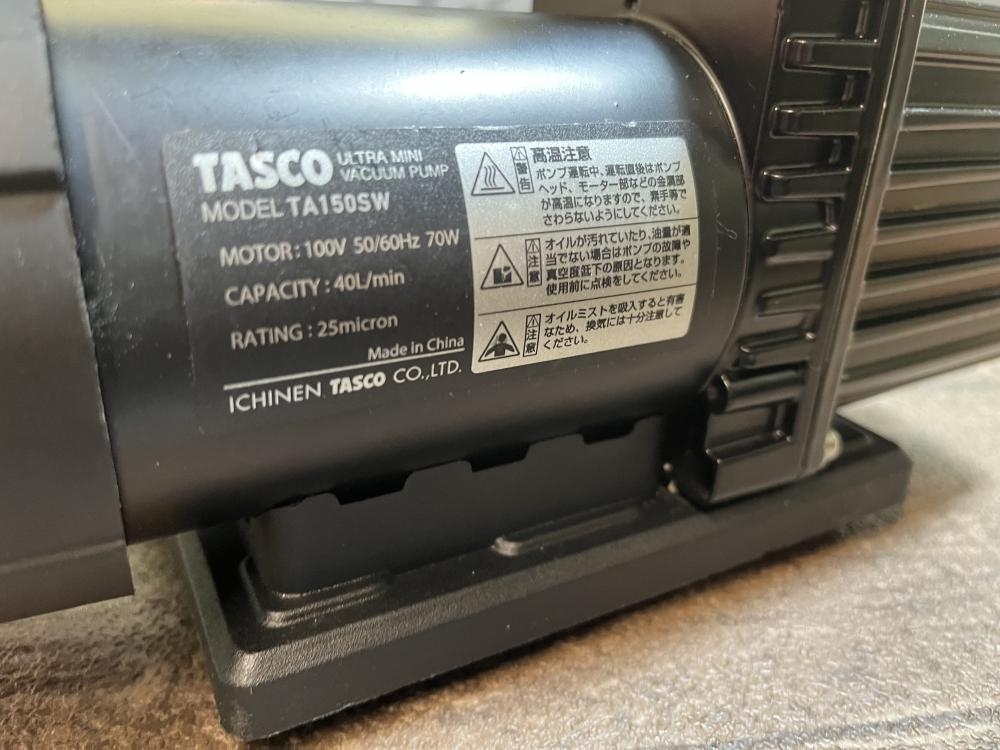 TASCO ULTRA MINI VACUUM PUMP
MODEL TA150SW
MOTOR : 100V 50/60Hz 70W
CAPACITY : 40L/min
RATING : 25micron
Made in China
ICHINEN TASCO CO.,LTD.
警告
高温注意
ポンプ運転中、運転直後はポンプ
ヘッド、モーター部などの金属部
が高温になりますので、素手等で
さわらないようにしてください。
注意
オイルが汚れていたり、油量が適
当でない場合はポンプの故障や
真空度低下の原因となります。
使用前に点検をしてください。
注意
オイルミストを吸入すると有害
なため、換気には十分注意して
ください。